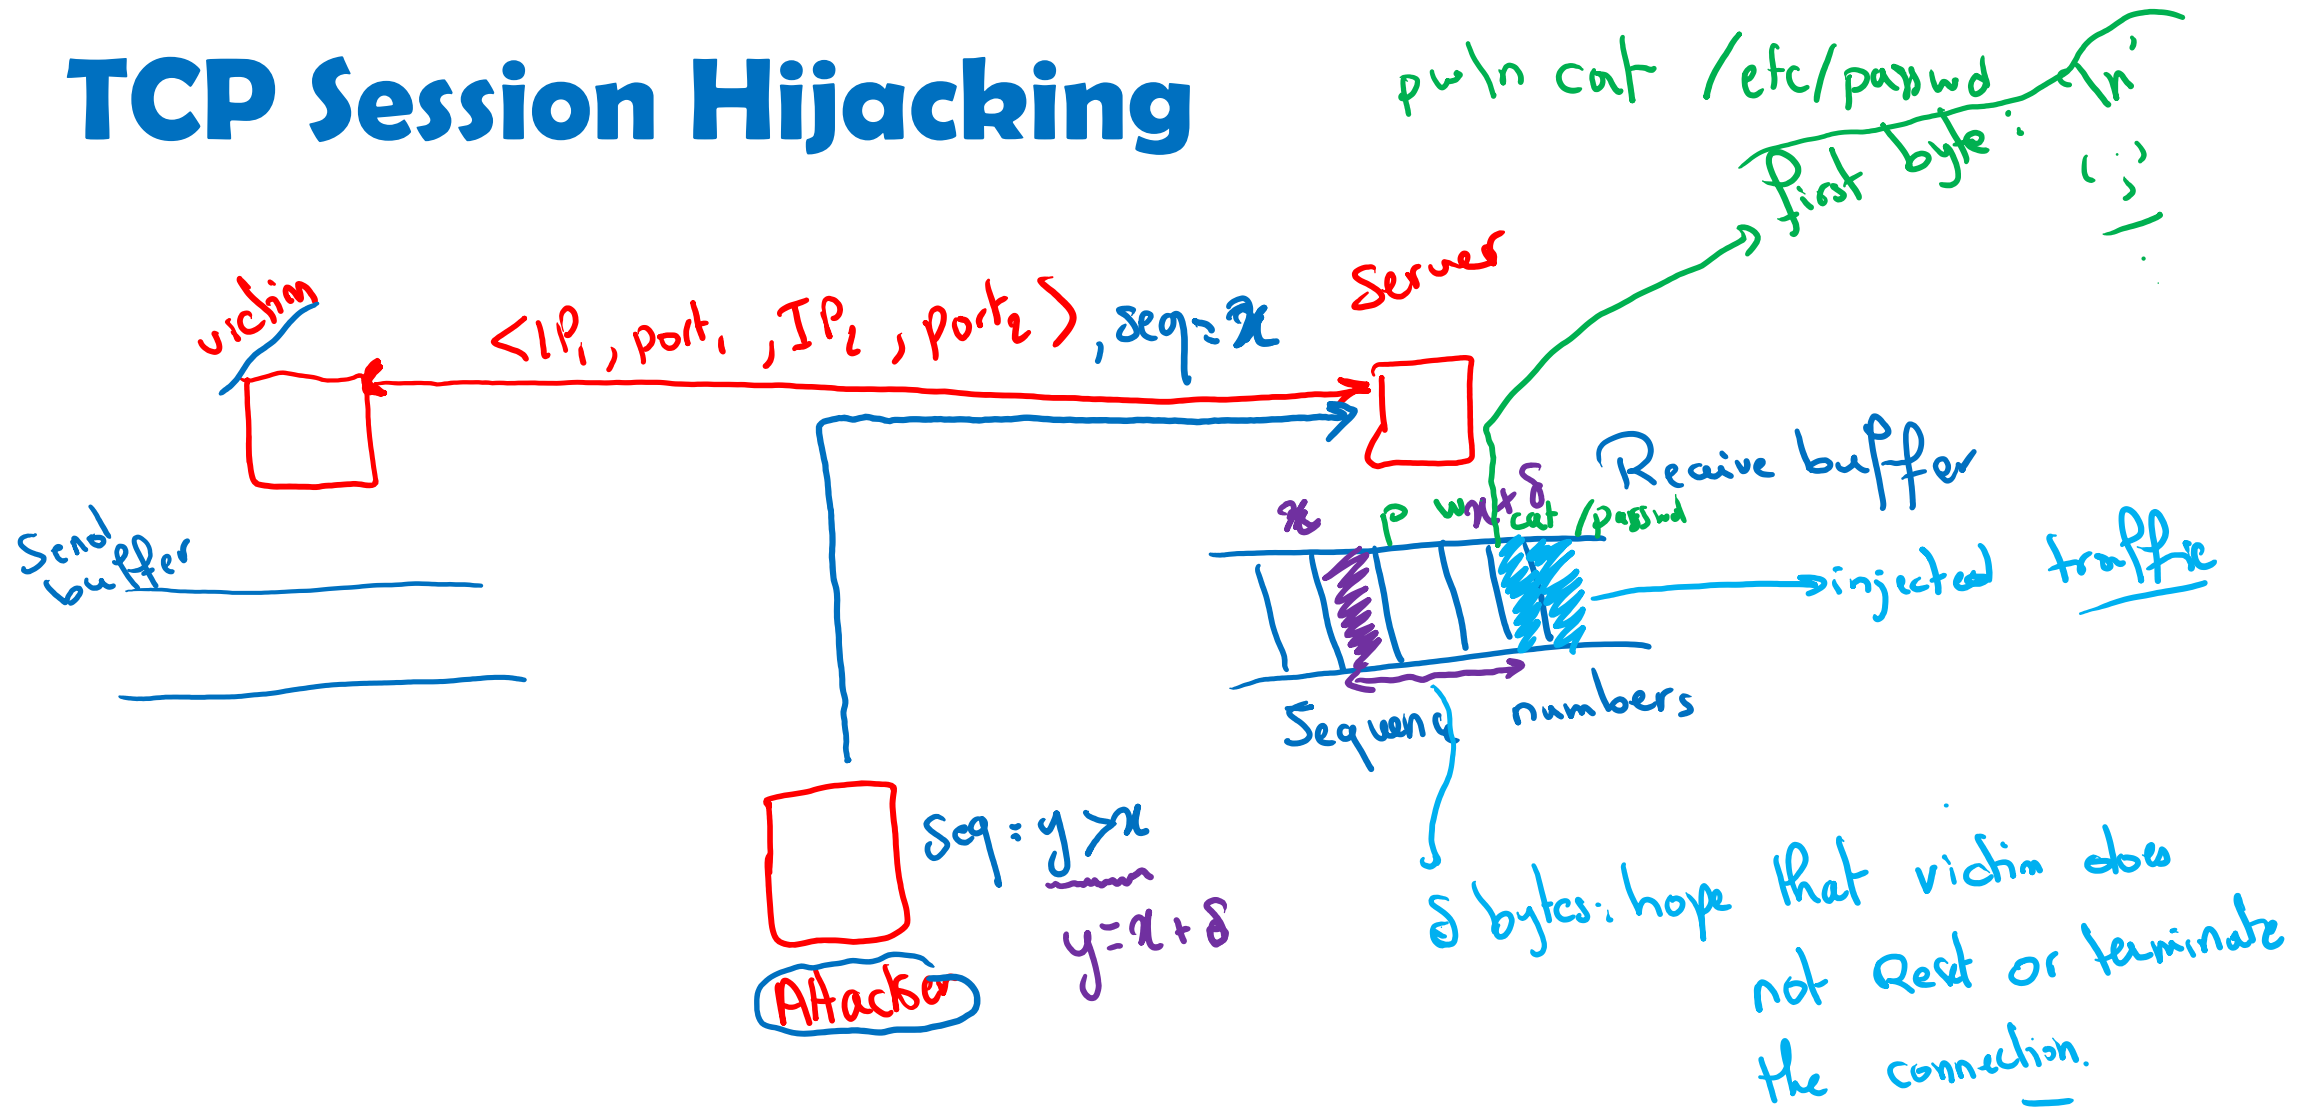 TCP Session Hijacking
pw\n cat /etc/passwd
first byte: '\n'
';'
victim
<IP1, port1, IP2, port2>, seq=x
Server
Send
buffer
Receive buffer
x
x+δ
p w cat /passwd
injected traffic
Sequence numbers
seq = y > x
y = x + δ
Attacker
δ bytes: hope that victim does
not Reset or terminate
the connection.